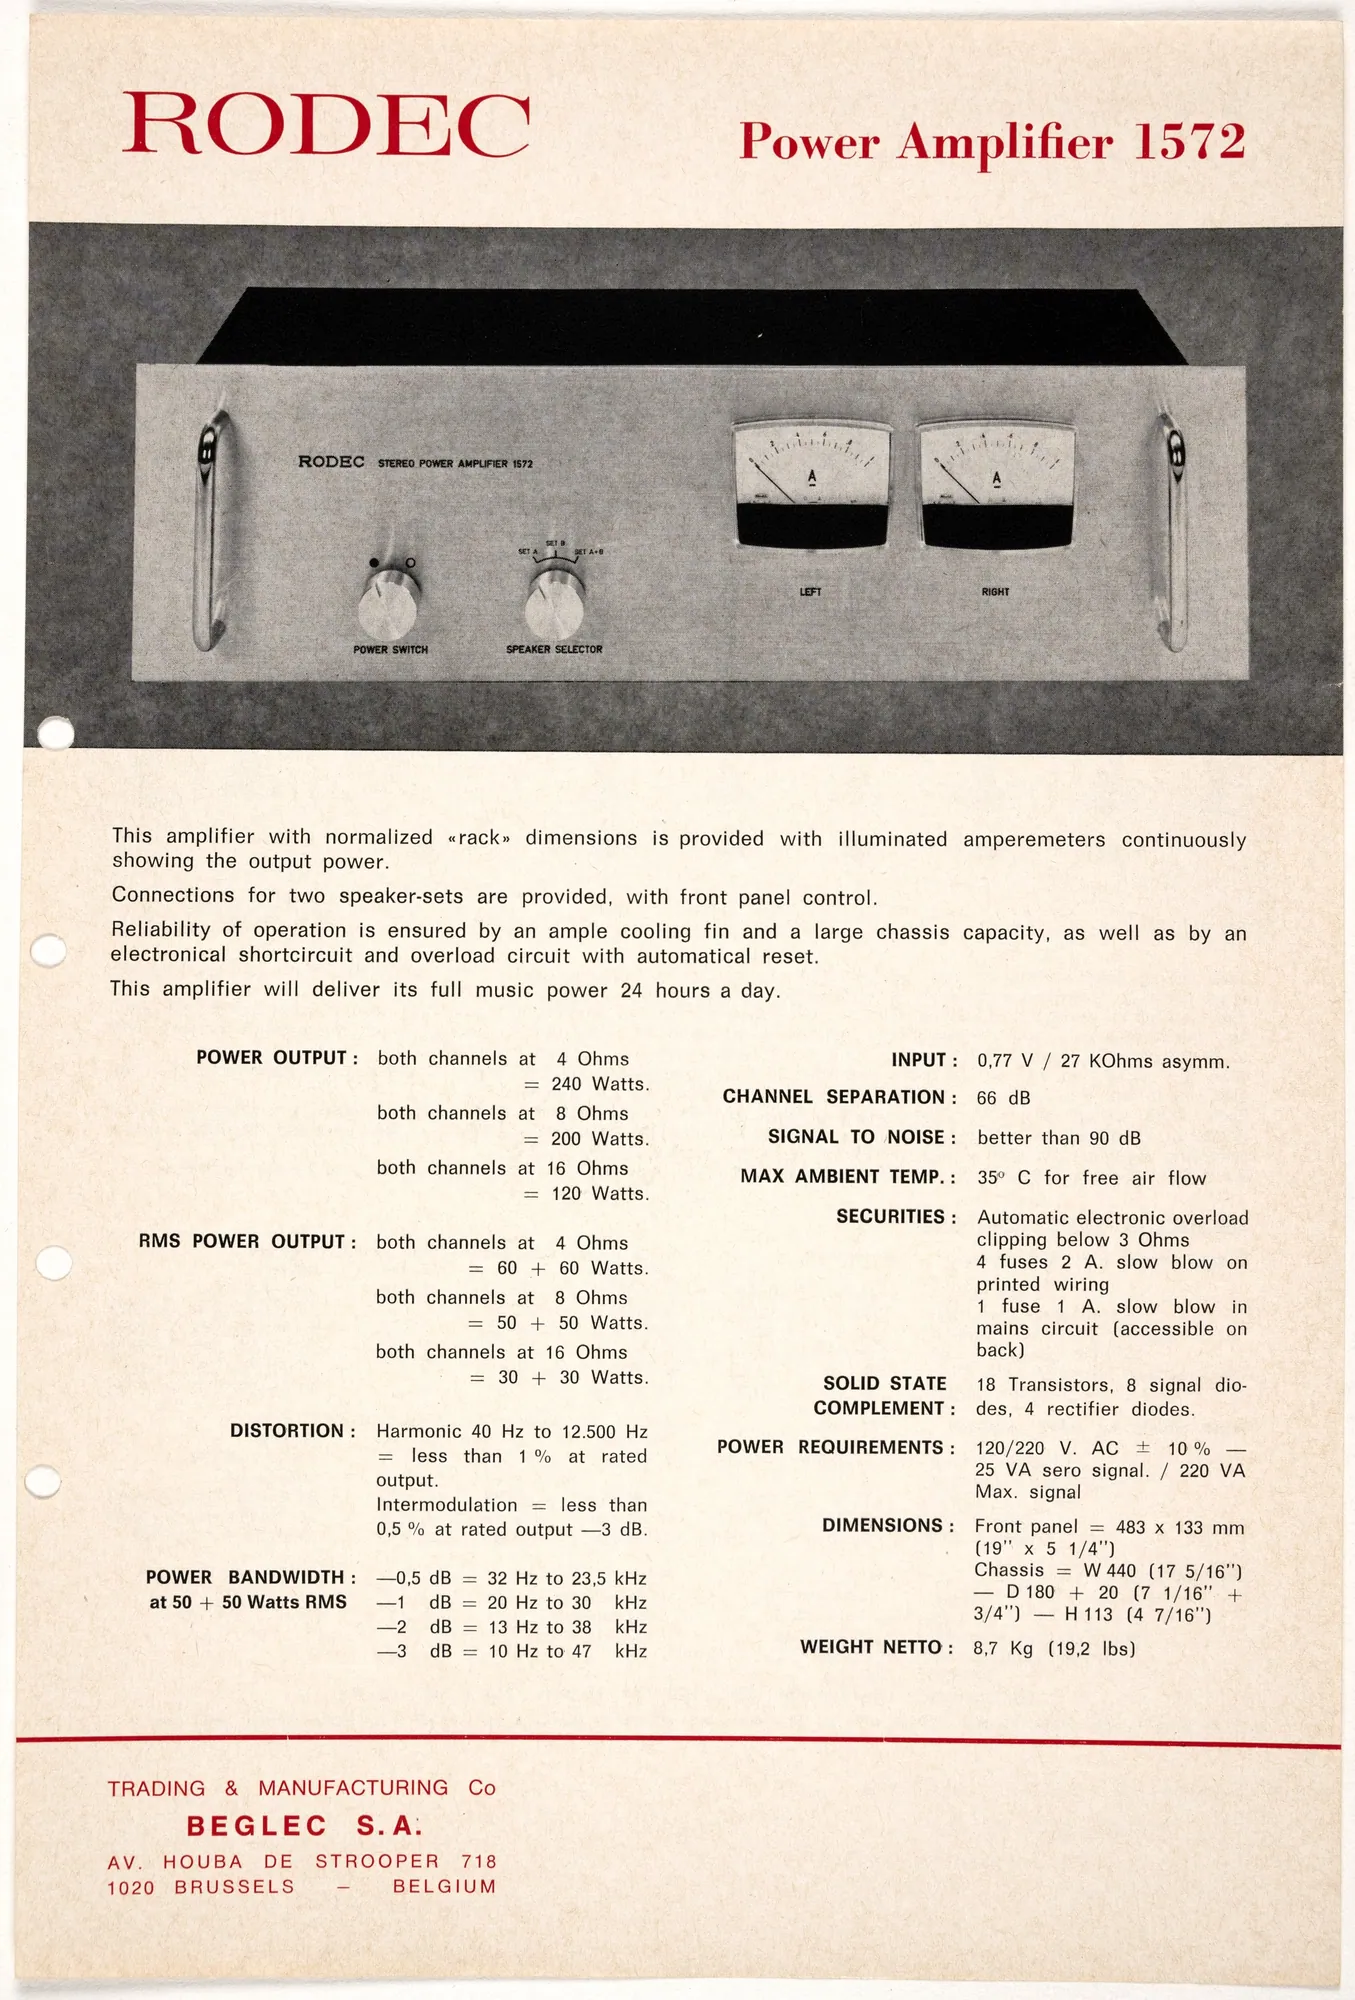 RODEC
Power Amplifier 1572
RODEC STEREO POWER AMPLIFIER 1572
SET A
SET B
SET A+B
POWER SWITCH
SPEAKER SELECTOR
A
A
LEFT
RIGHT
This amplifier with normalized «rack» dimensions is provided with illuminated amperemeters continuously
showing the output power.
Connections for two speaker-sets are provided, with front panel control.
Reliability of operation is ensured by an ample cooling fin and a large chassis capacity, as well as by an
electronical shortcircuit and overload circuit with automatical reset.
This amplifier will deliver its full music power 24 hours a day.
POWER OUTPUT : both channels at 4 Ohms
= 240 Watts.
both channels at 8 Ohms
= 200 Watts.
both channels at 16 Ohms
= 120 Watts.
RMS POWER OUTPUT : both channels at 4 Ohms
= 60 + 60 Watts.
both channels at 8 Ohms
= 50 + 50 Watts.
both channels at 16 Ohms
= 30 + 30 Watts.
DISTORTION : Harmonic 40 Hz to 12.500 Hz
= less than 1 % at rated
output.
Intermodulation = less than
0,5 % at rated output —3 dB.
POWER BANDWIDTH : —0,5 dB = 32 Hz to 23,5 kHz
at 50 + 50 Watts RMS —1 dB = 20 Hz to 30 kHz
—2 dB = 13 Hz to 38 kHz
—3 dB = 10 Hz to 47 kHz
INPUT : 0,77 V / 27 KOhms asymm.
CHANNEL SEPARATION : 66 dB
SIGNAL TO NOISE : better than 90 dB
MAX AMBIENT TEMP. : 35° C for free air flow
SECURITIES : Automatic electronic overload
clipping below 3 Ohms
4 fuses 2 A. slow blow on
printed wiring
1 fuse 1 A. slow blow in
mains circuit (accessible on
back)
SOLID STATE 18 Transistors, 8 signal dio-
COMPLEMENT : des, 4 rectifier diodes.
POWER REQUIREMENTS : 120/220 V. AC ± 10 % —
25 VA sero signal. / 220 VA
Max. signal
DIMENSIONS : Front panel = 483 x 133 mm
(19" x 5 1/4")
Chassis = W 440 (17 5/16")
— D 180 + 20 (7 1/16" +
3/4") — H 113 (4 7/16")
WEIGHT NETTO : 8,7 Kg (19,2 lbs)
TRADING & MANUFACTURING Co
BEGLEC S.A.
AV. HOUBA DE STROOPER 718
1020 BRUSSELS – BELGIUM